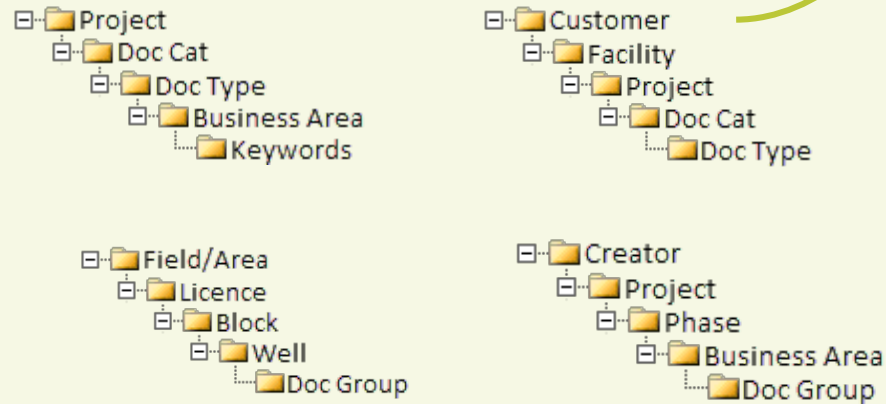 Project
Doc Cat
Doc Type
Business Area
Keywords
Customer
Facility
Project
Doc Cat
Doc Type
Field/Area
Licence
Block
Well
Doc Group
Creator
Project
Phase
Business Area
Doc Group